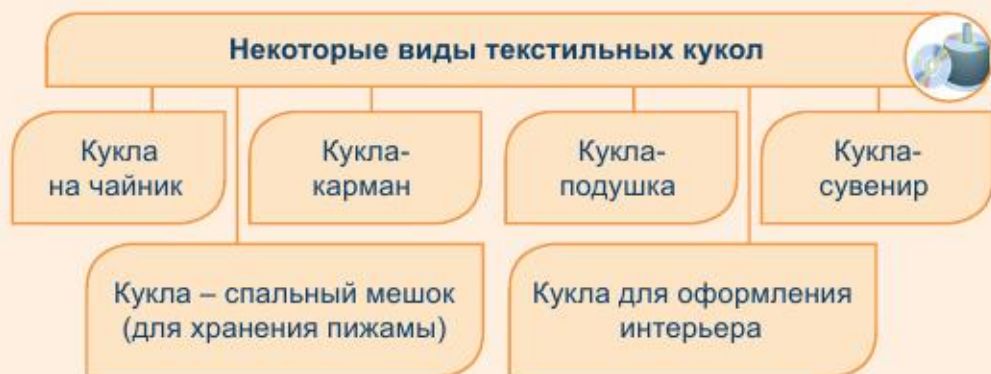 Некоторые виды текстильных кукол
Кукла
на чайник
Кукла-
карман
Кукла-
подушка
Кукла-
сувенир
Кукла – спальный мешок
(для хранения пижамы)
Кукла для оформления
интерьера